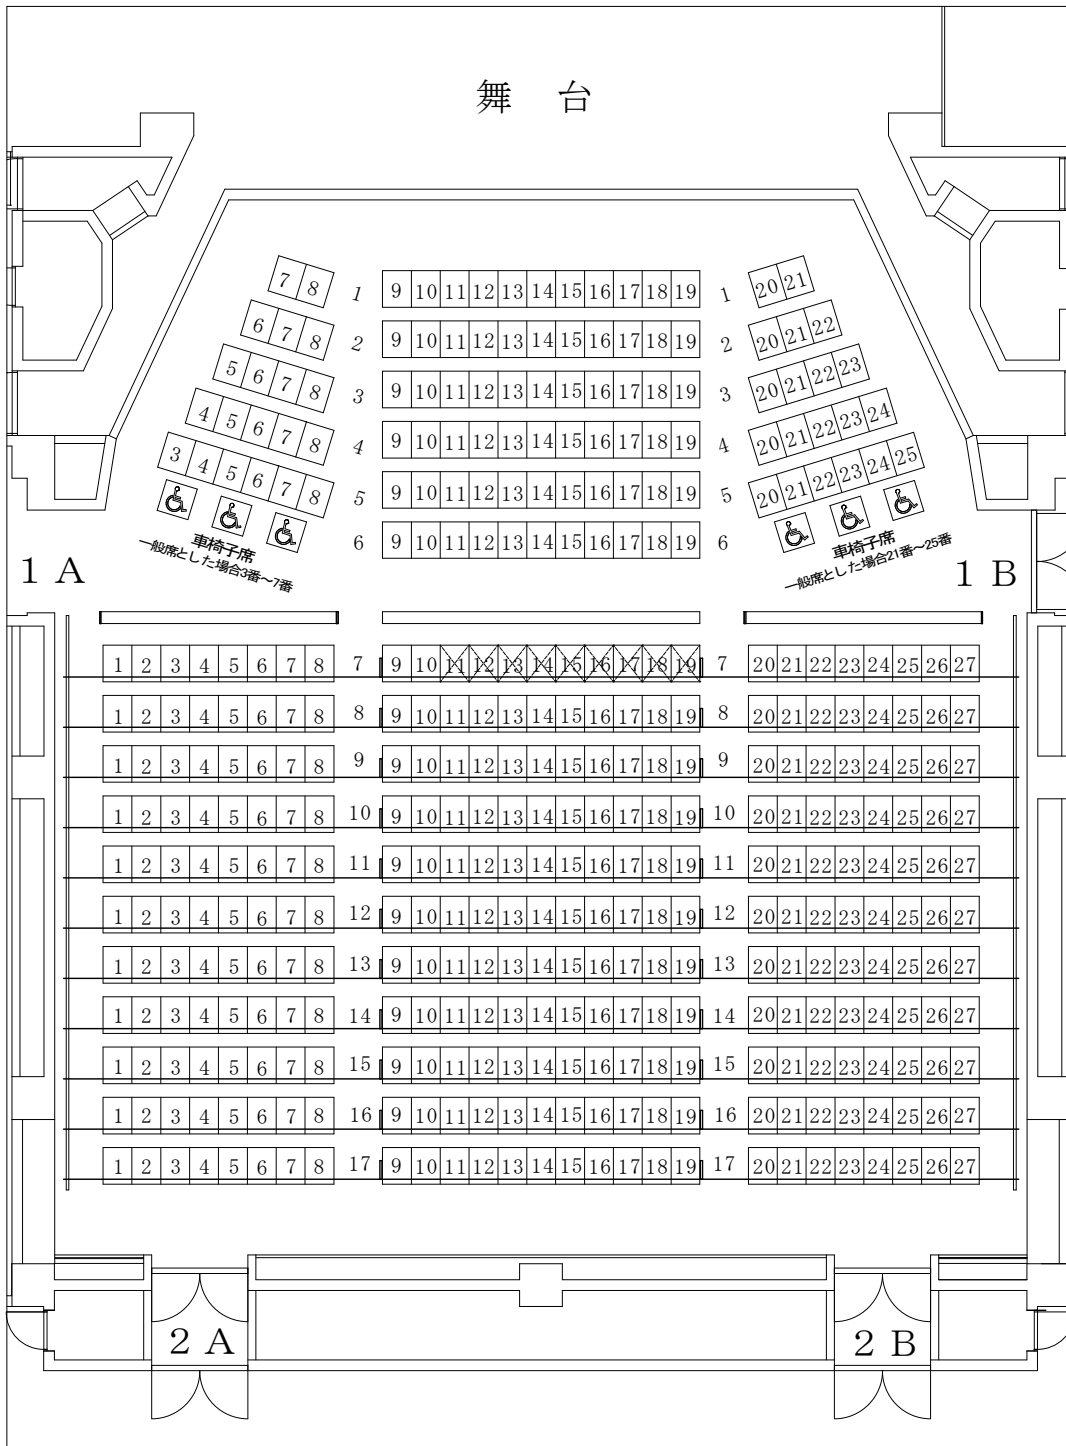 舞 台
7 8 1 9 10 11 12 13 14 15 16 17 18 19 1 20 21
6 7 8 2 9 10 11 12 13 14 15 16 17 18 19 2 20 21 22
5 6 7 8 3 9 10 11 12 13 14 15 16 17 18 19 3 20 21 22 23
4 5 6 7 8 4 9 10 11 12 13 14 15 16 17 18 19 4 20 21 22 23 24
3 4 5 6 7 8 5 9 10 11 12 13 14 15 16 17 18 19 5 20 21 22 23 24 25
6 9 10 11 12 13 14 15 16 17 18 19 6
車椅子席
一般席とした場合3番～7番
車椅子席
一般席とした場合21番～25番
1 A
1 B
1 2 3 4 5 6 7 8 7 9 10 11 12 13 14 15 16 17 18 19 7 20 21 22 23 24 25 26 27
1 2 3 4 5 6 7 8 8 9 10 11 12 13 14 15 16 17 18 19 8 20 21 22 23 24 25 26 27
1 2 3 4 5 6 7 8 9 9 10 11 12 13 14 15 16 17 18 19 9 20 21 22 23 24 25 26 27
1 2 3 4 5 6 7 8 10 9 10 11 12 13 14 15 16 17 18 19 10 20 21 22 23 24 25 26 27
1 2 3 4 5 6 7 8 11 9 10 11 12 13 14 15 16 17 18 19 11 20 21 22 23 24 25 26 27
1 2 3 4 5 6 7 8 12 9 10 11 12 13 14 15 16 17 18 19 12 20 21 22 23 24 25 26 27
1 2 3 4 5 6 7 8 13 9 10 11 12 13 14 15 16 17 18 19 13 20 21 22 23 24 25 26 27
1 2 3 4 5 6 7 8 14 9 10 11 12 13 14 15 16 17 18 19 14 20 21 22 23 24 25 26 27
1 2 3 4 5 6 7 8 15 9 10 11 12 13 14 15 16 17 18 19 15 20 21 22 23 24 25 26 27
1 2 3 4 5 6 7 8 16 9 10 11 12 13 14 15 16 17 18 19 16 20 21 22 23 24 25 26 27
1 2 3 4 5 6 7 8 17 9 10 11 12 13 14 15 16 17 18 19 17 20 21 22 23 24 25 26 27
2 A
2 B